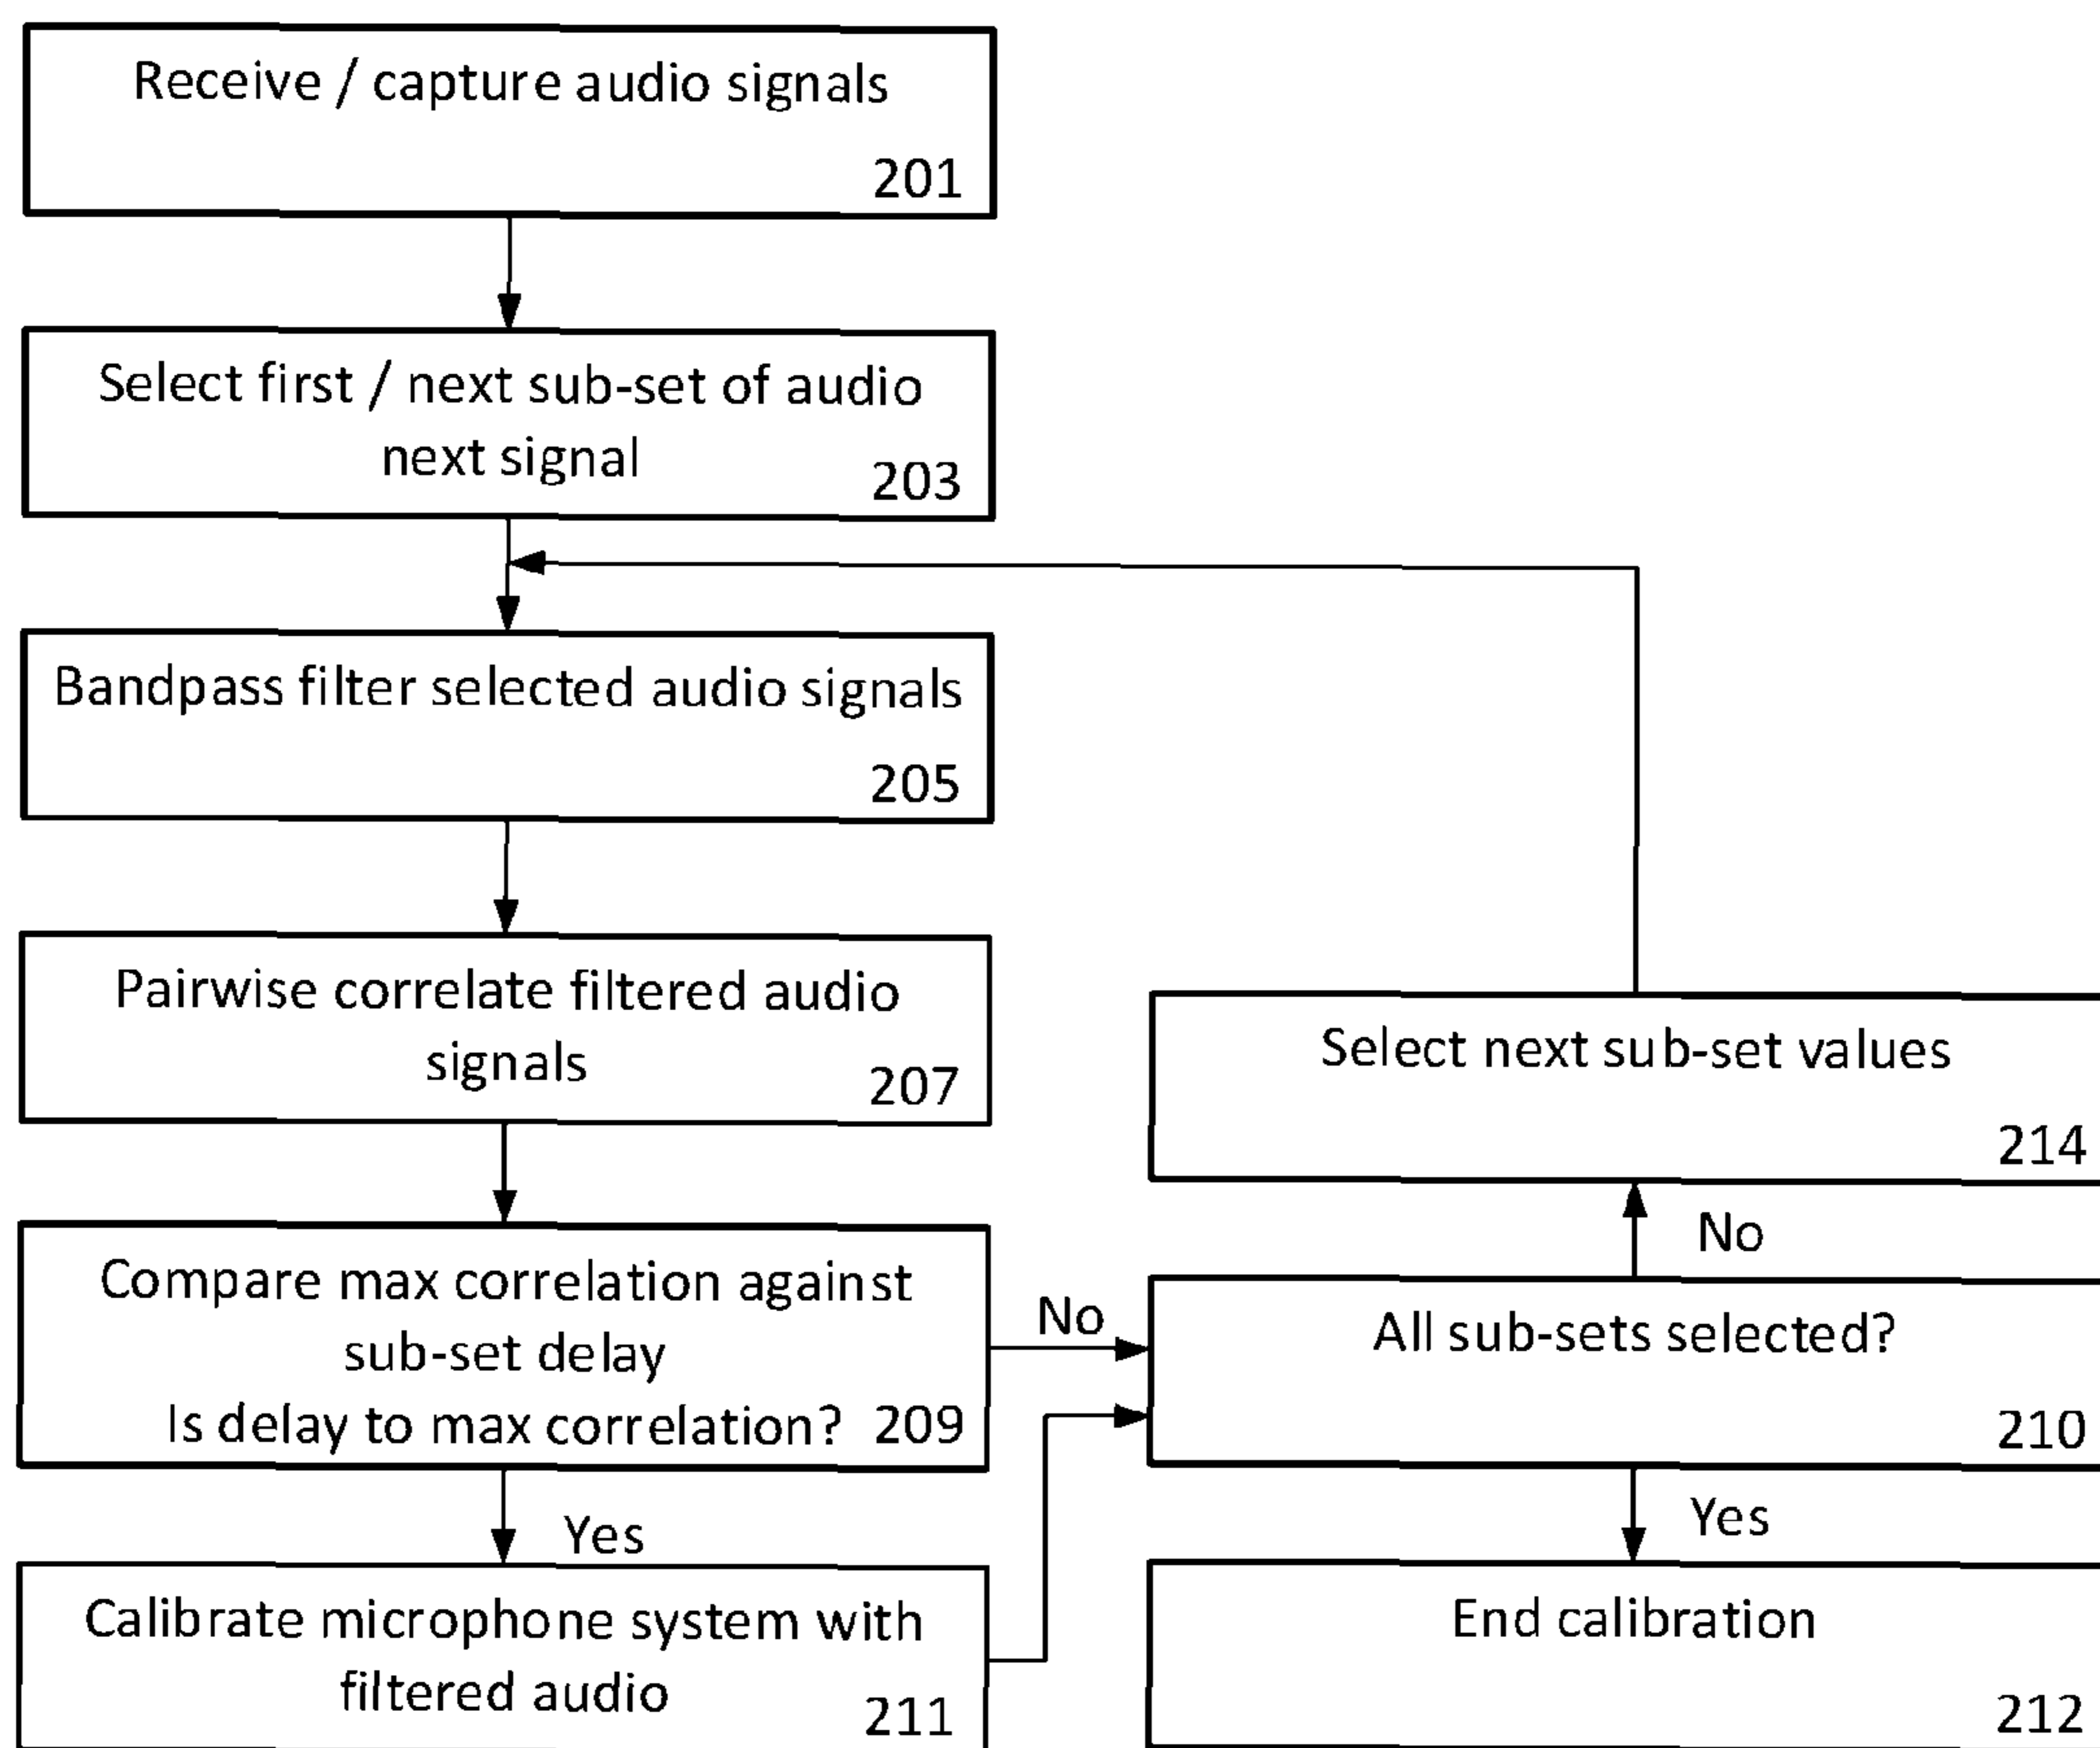 Receive / capture audio signals
201
Select first / next sub-set of audio
next signal
203
Bandpass filter selected audio signals
205
Pairwise correlate filtered audio
signals
207
Compare max correlation against
sub-set delay
Is delay to max correlation? 209
No
Yes
Calibrate microphone system with
filtered audio
211
Select next sub-set values
214
No
All sub-sets selected?
210
Yes
End calibration
212